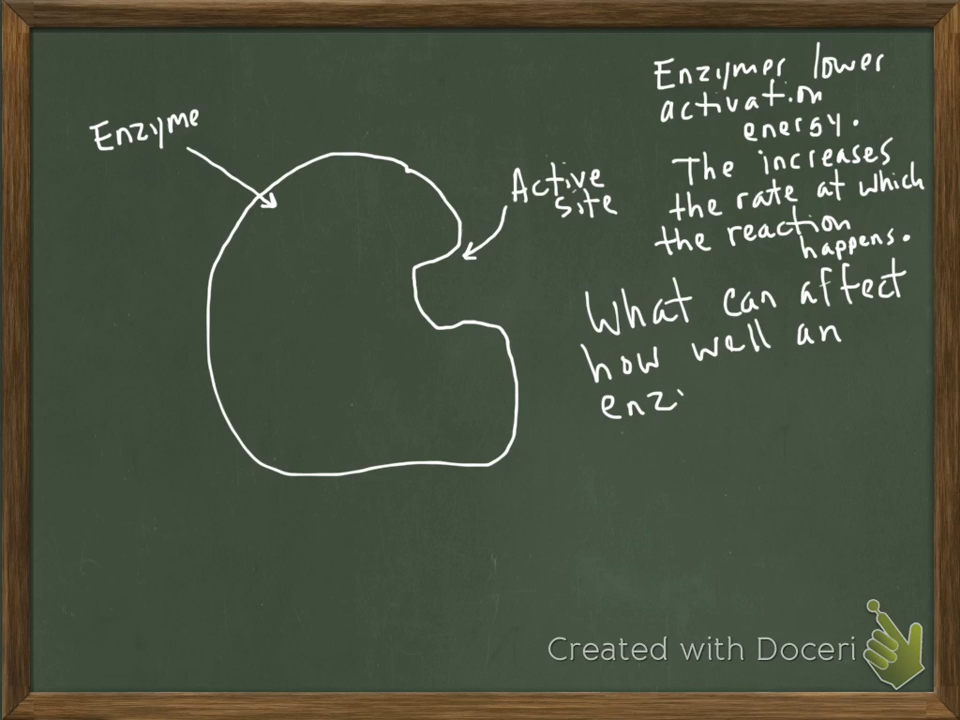 Enzyme
Active
site
Enzymes lower
activation
energy.
The increases
the rate at which
the reaction
happens.
What can affect
how well an
enz
Created with Doceri